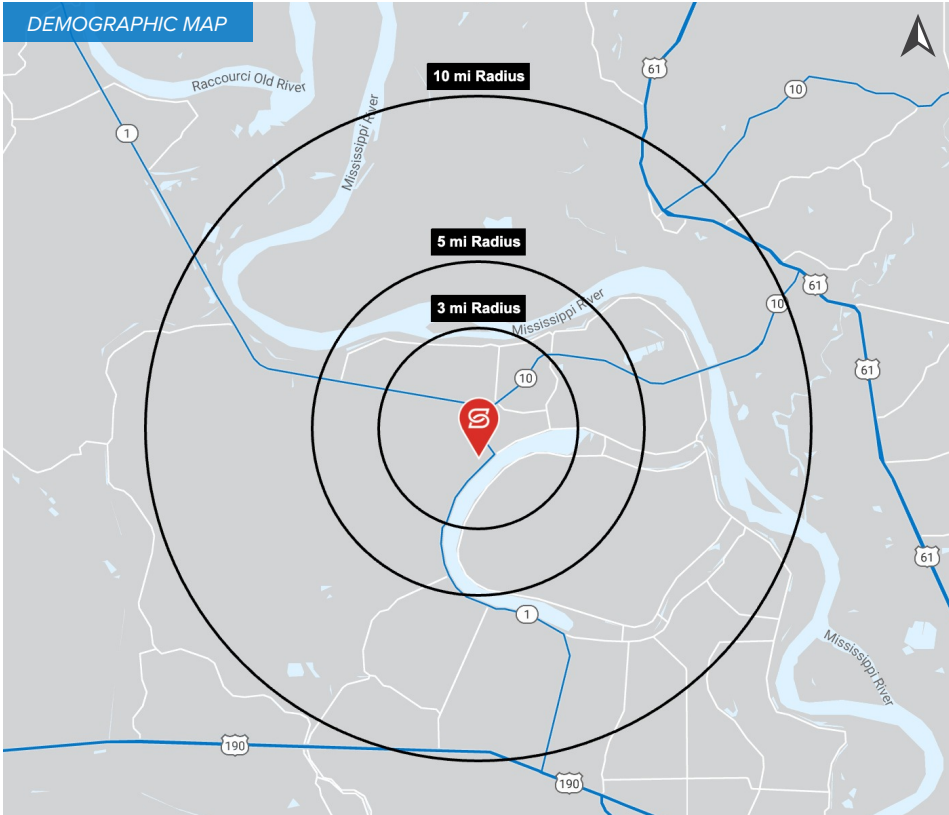 DEMOGRAPHIC MAP
61
10 mi Radius
Raccourci Old River
10
1
Mississippi River
5 mi Radius
61
3 mi Radius
10
Mississippi River
61
10
1
61
Mississippi River
190
190